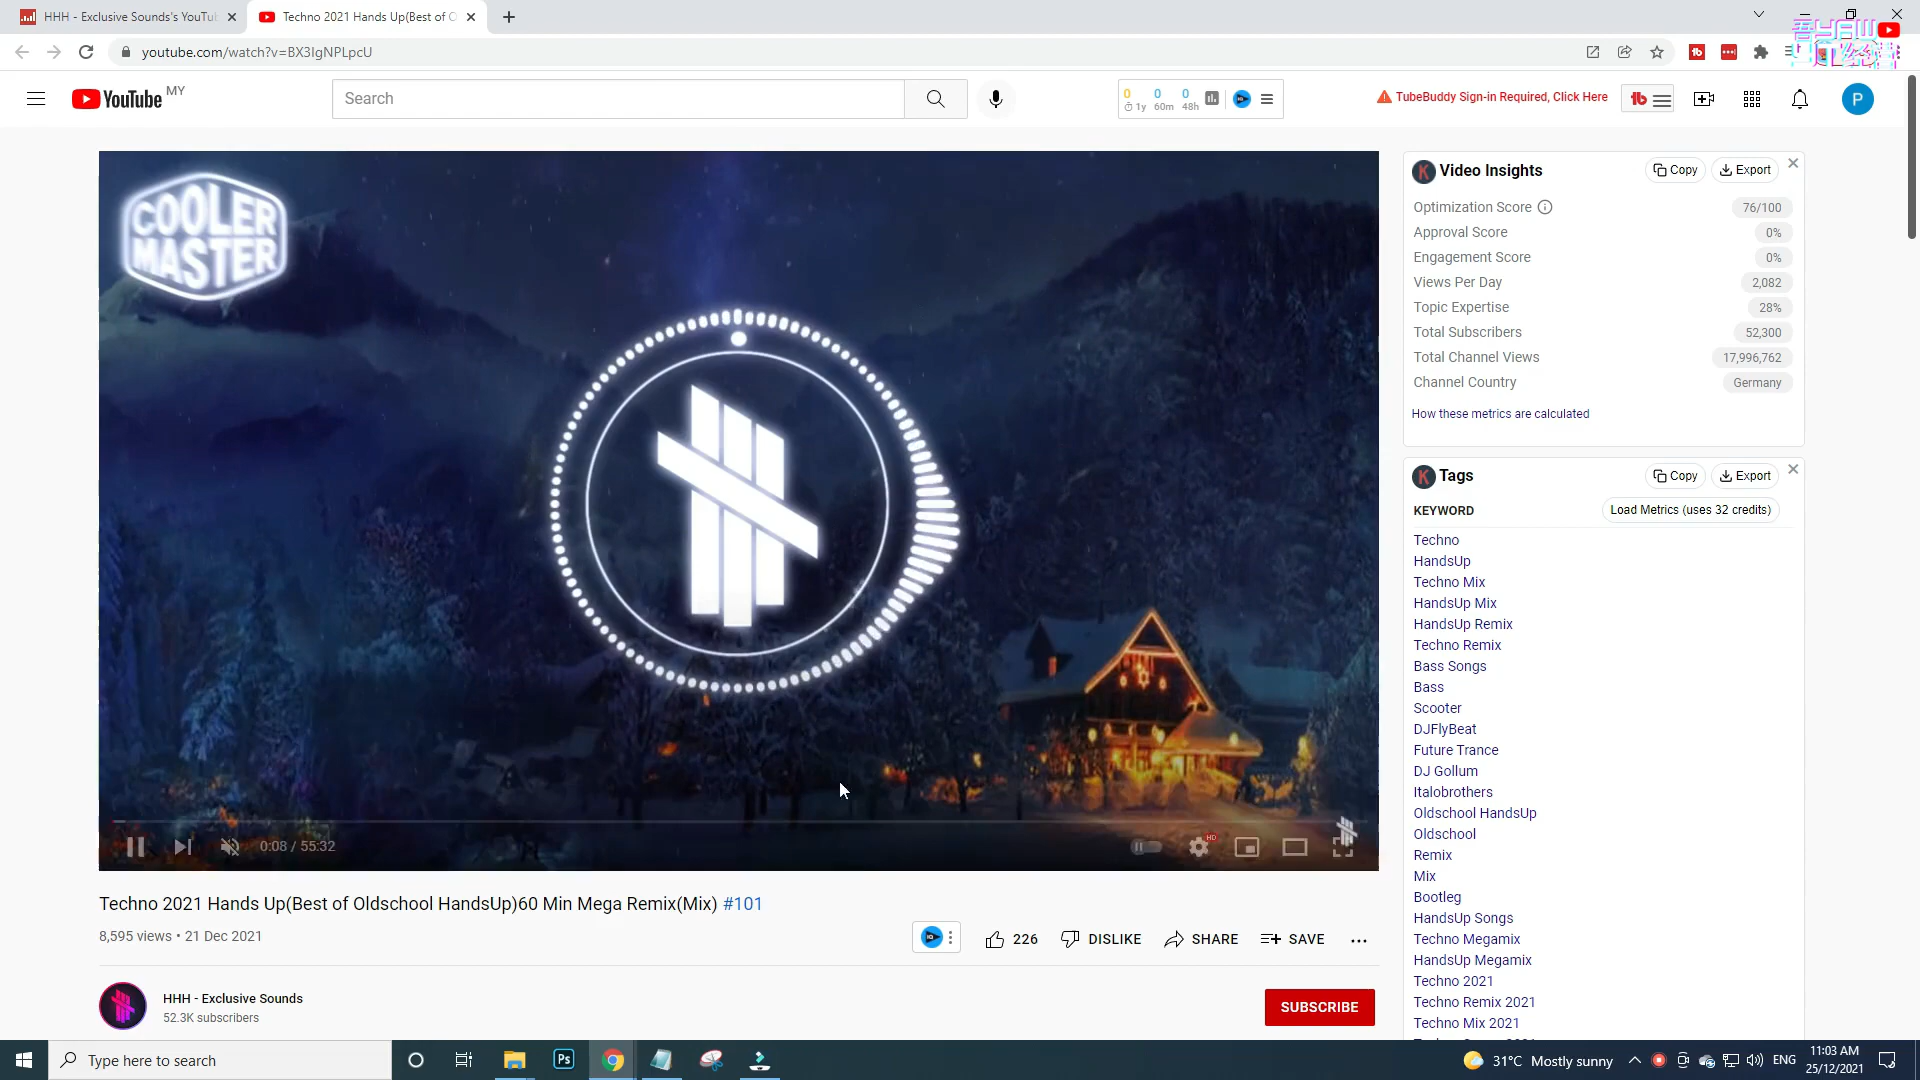 HHH - Exclusive Sounds's YouTu
Techno 2021 Hands Up(Best of O
youtube.com/watch?v=BX3IgNPLpcU
YouTube MY
Search
0 0 0
1y 60m 48h
TubeBuddy Sign-in Required, Click Here
P
COOLER
MASTER
0:08 / 55:32
HD
Video Insights
Copy
Export
Optimization Score 76/100
Approval Score 0%
Engagement Score 0%
Views Per Day 2,082
Topic Expertise 28%
Total Subscribers 52,300
Total Channel Views 17,996,762
Channel Country Germany
How these metrics are calculated
Tags
Copy
Export
KEYWORD
Load Metrics (uses 32 credits)
Techno
HandsUp
Techno Mix
HandsUp Mix
HandsUp Remix
Techno Remix
Bass Songs
Bass
Scooter
DJFlyBeat
Future Trance
DJ Gollum
Italobrothers
Oldschool HandsUp
Oldschool
Remix
Mix
Bootleg
HandsUp Songs
Techno Megamix
HandsUp Megamix
Techno 2021
Techno Remix 2021
Techno Mix 2021
Techno 2021 Hands Up(Best of Oldschool HandsUp)60 Min Mega Remix(Mix) #101
8,595 views • 21 Dec 2021
226
DISLIKE
SHARE
SAVE
HHH - Exclusive Sounds
52.3K subscribers
SUBSCRIBE
Type here to search
Ps
31°C Mostly sunny
ENG
11:03 AM
25/12/2021